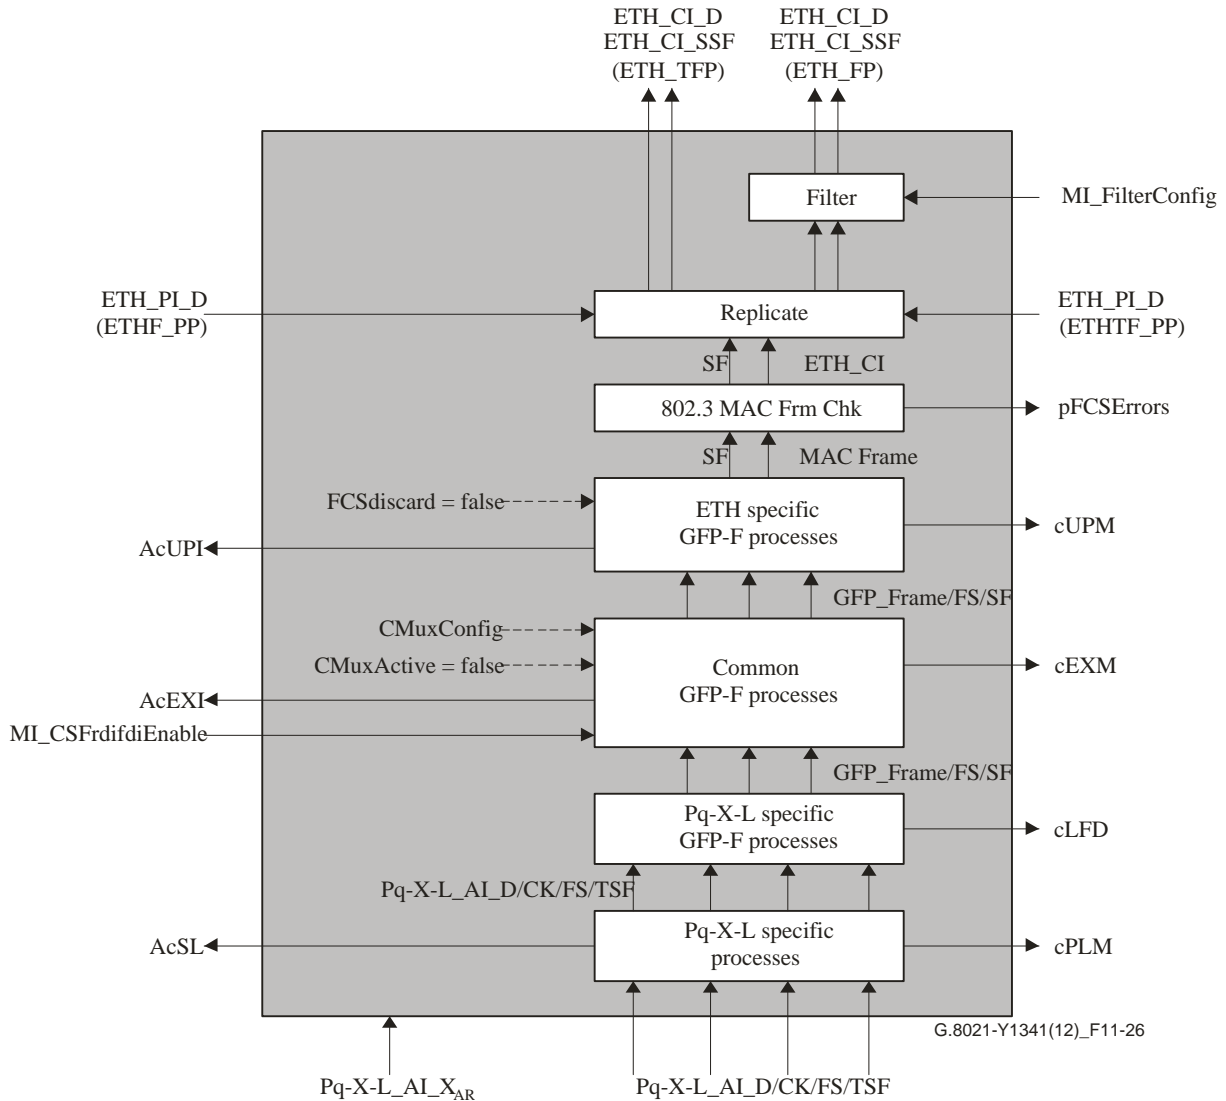 ETH_CI_D
ETH_CI_SSF
(ETH_TFP)
ETH_CI_D
ETH_CI_SSF
(ETH_FP)
Filter
MI_FilterConfig
ETH_PI_D
(ETHF_PP)
Replicate
ETH_PI_D
(ETHTF_PP)
SF
ETH_CI
802.3 MAC Frm Chk
pFCSErrors
SF
MAC Frame
FCSdiscard = false
ETH specific
GFP-F processes
cUPM
AcUPI
GFP_Frame/FS/SF
CMuxConfig
CMuxActive = false
Common
GFP-F processes
cEXM
AcEXI
MI_CSFrdifdiEnable
GFP_Frame/FS/SF
Pq-X-L specific
GFP-F processes
cLFD
Pq-X-L_AI_D/CK/FS/TSF
AcSL
Pq-X-L specific
processes
cPLM
G.8021-Y1341(12)_F11-26
Pq-X-L_AI_X_AR
Pq-X-L_AI_D/CK/FS/TSF